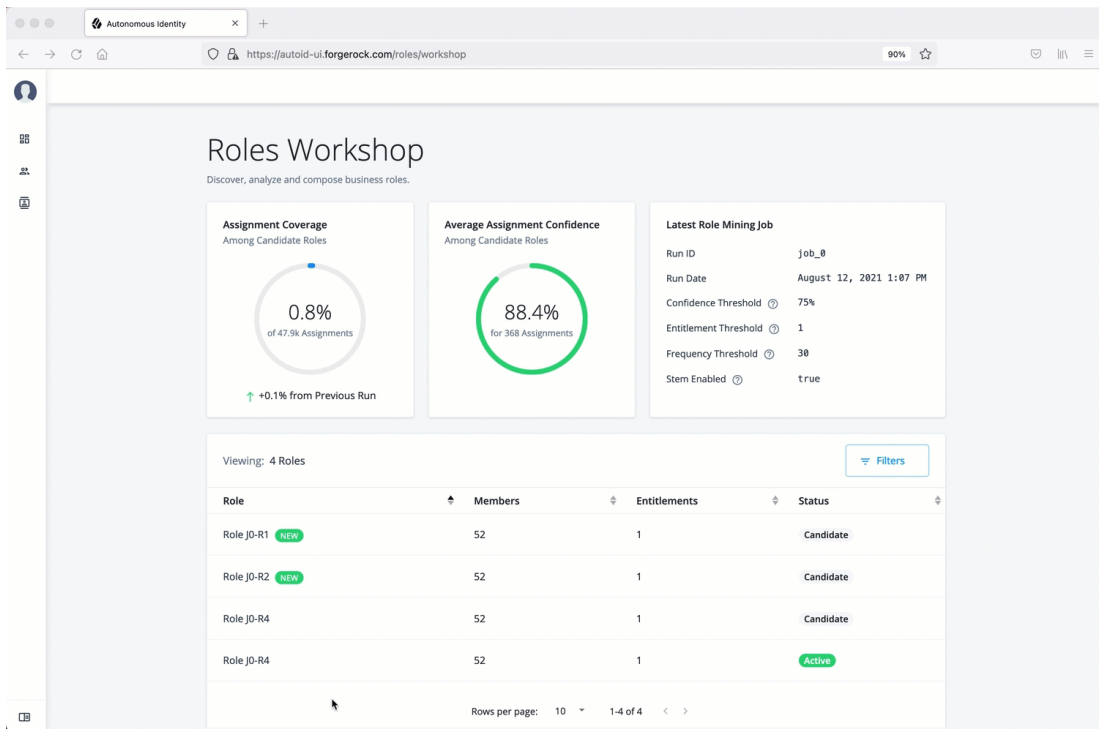 Autonomous Identity
https://autoid-ui.forgerock.com/roles/workshop
90%
Roles Workshop
Discover, analyze and compose business roles.
Assignment Coverage
Among Candidate Roles
0.8%
of 47.9k Assignments
+0.1% from Previous Run
Average Assignment Confidence
Among Candidate Roles
88.4%
for 368 Assignments
Latest Role Mining Job
Run ID job_0
Run Date August 12, 2021 1:07 PM
Confidence Threshold 75%
Entitlement Threshold 1
Frequency Threshold 30
Stem Enabled true
Viewing: 4 Roles
Filters
Role Members Entitlements Status
Role J0-R1 NEW 52 1 Candidate
Role J0-R2 NEW 52 1 Candidate
Role J0-R4 52 1 Candidate
Role J0-R4 52 1 Active
Rows per page: 10 1-4 of 4